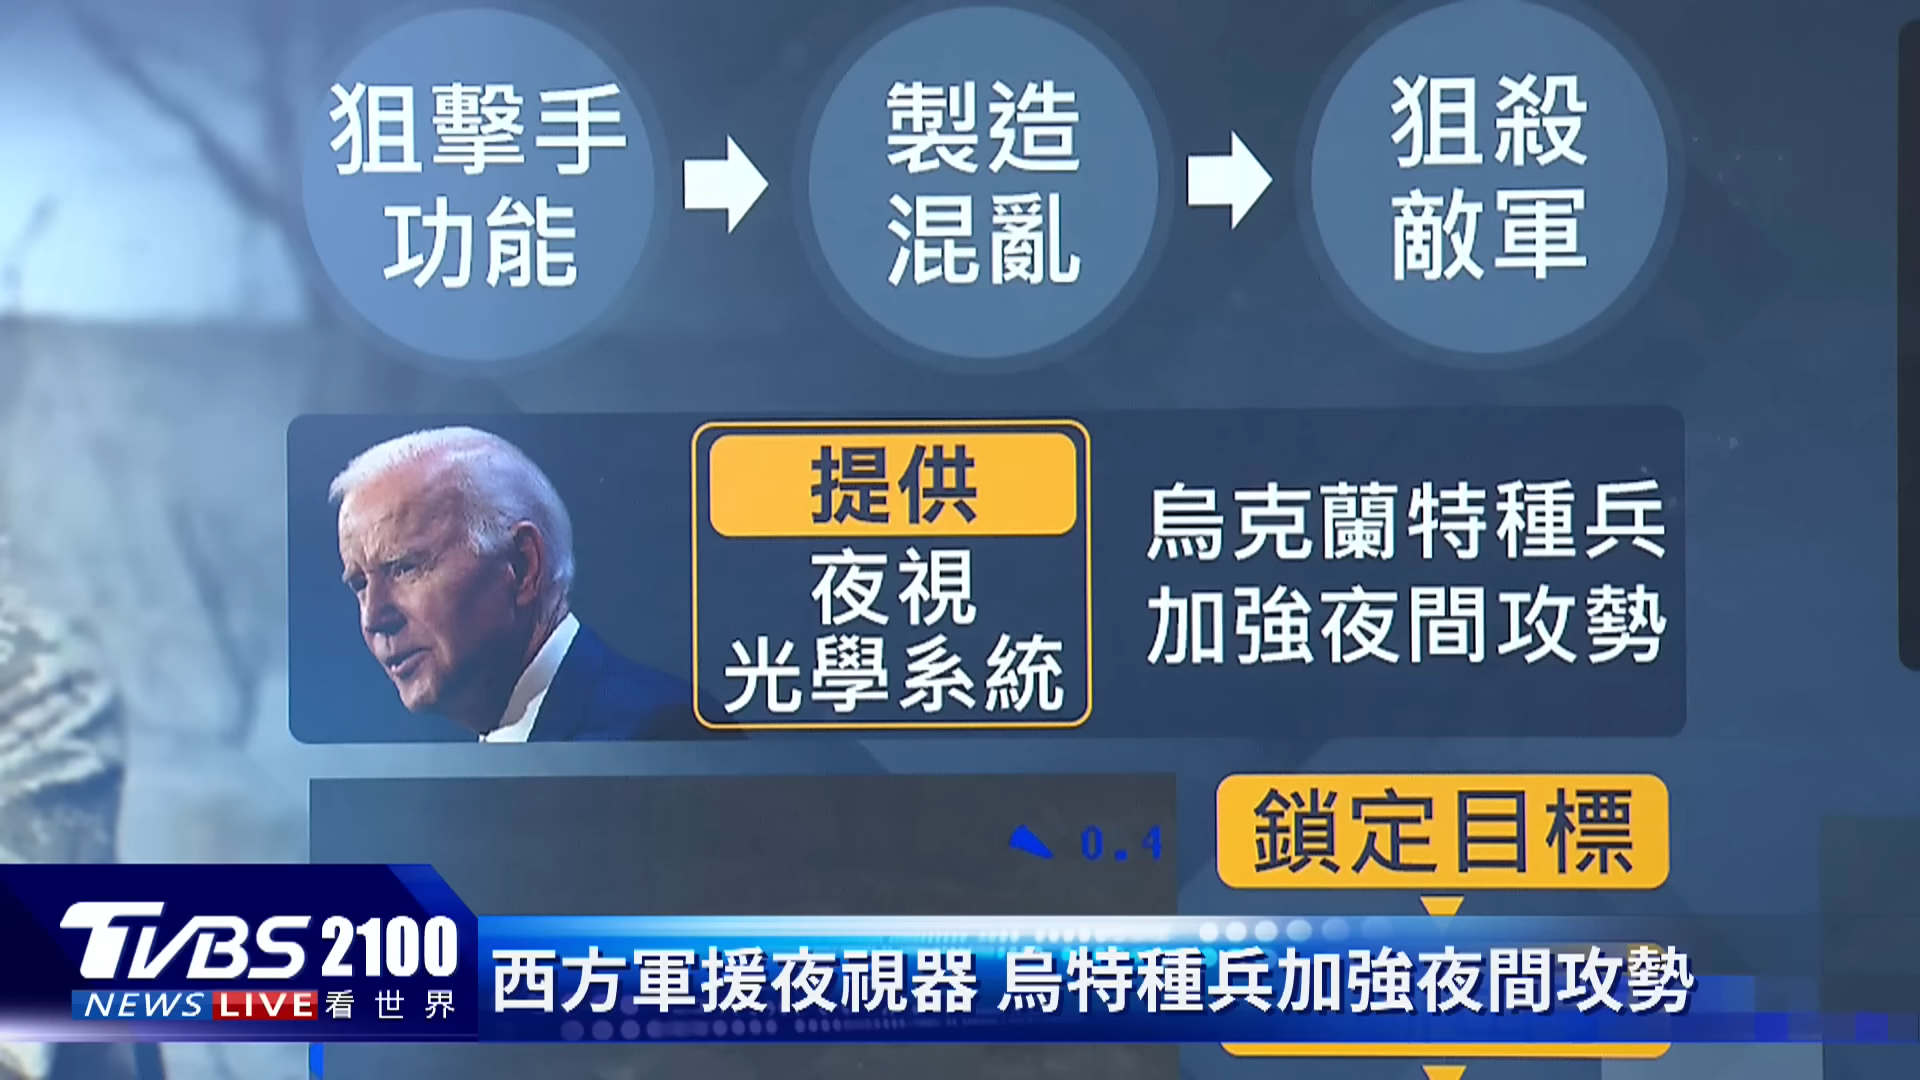 狙擊手
功能
製造
混亂
狙殺
敵軍
提供
夜視
光學系統
烏克蘭特種兵
加強夜間攻勢
0.4
鎖定目標
TVBS 2100
NEWS LIVE 看世界
西方軍援夜視器 烏特種兵加強夜間攻勢